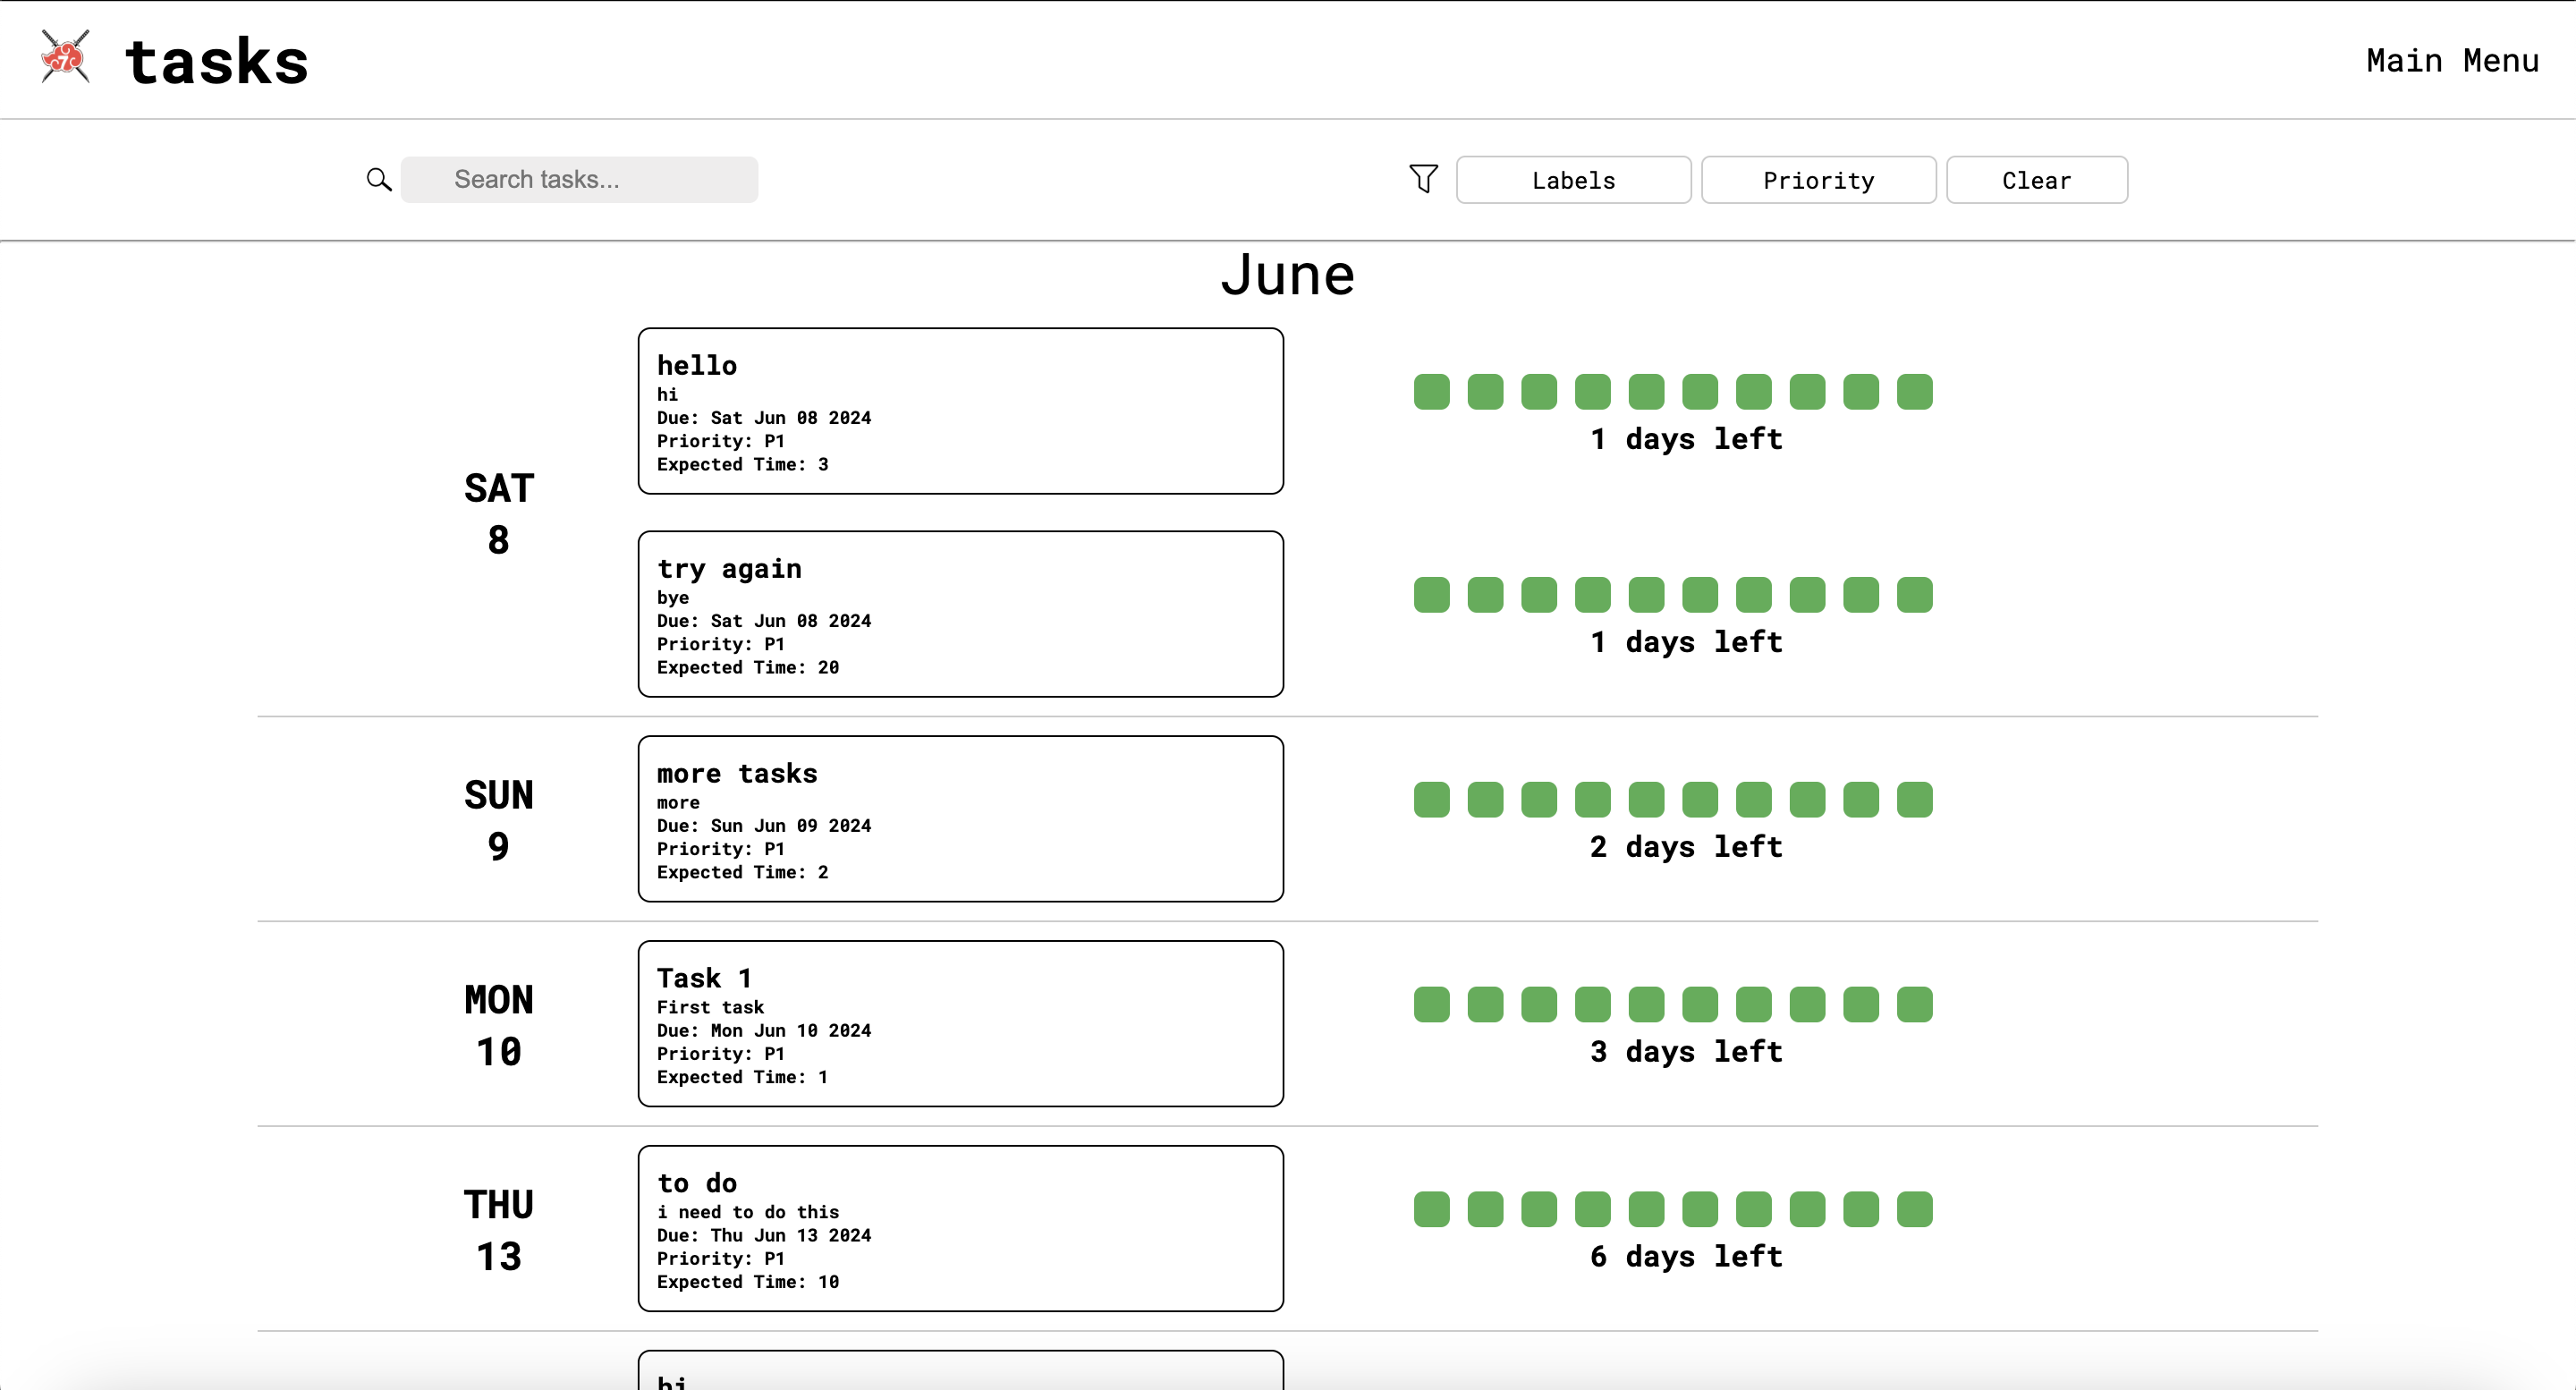 7
tasks
Main Menu
Search tasks...
Labels
Priority
Clear
June
SAT
8
hello
hi
Due: Sat Jun 08 2024
Priority: P1
Expected Time: 3
1 days left
try again
bye
Due: Sat Jun 08 2024
Priority: P1
Expected Time: 20
1 days left
SUN
9
more tasks
more
Due: Sun Jun 09 2024
Priority: P1
Expected Time: 2
2 days left
MON
10
Task 1
First task
Due: Mon Jun 10 2024
Priority: P1
Expected Time: 1
3 days left
THU
13
to do
i need to do this
Due: Thu Jun 13 2024
Priority: P1
Expected Time: 10
6 days left
hi